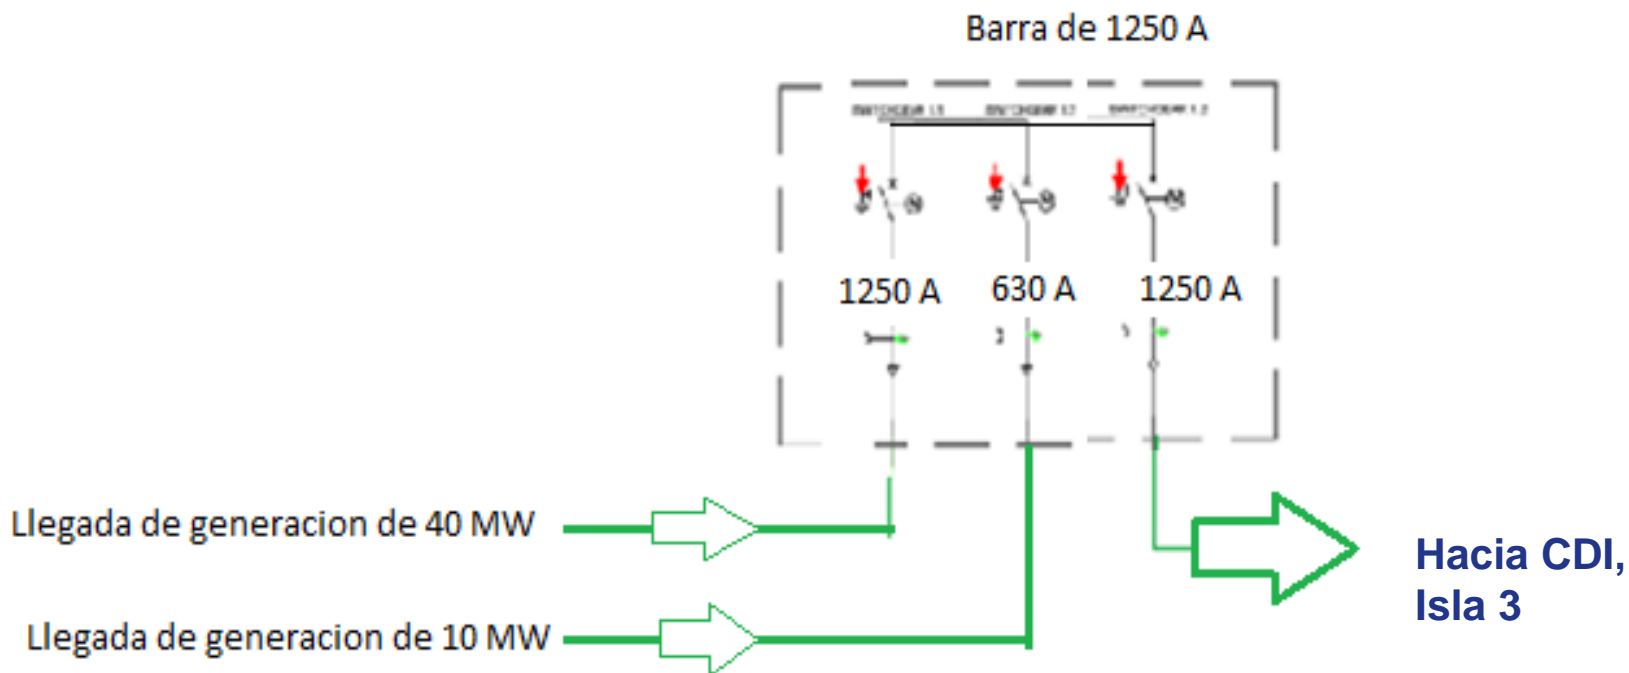 Barra de 1250 A
1250 A
630 A
1250 A
Llegada de generacion de 40 MW
Llegada de generacion de 10 MW
Hacia CDI,
Isla 3